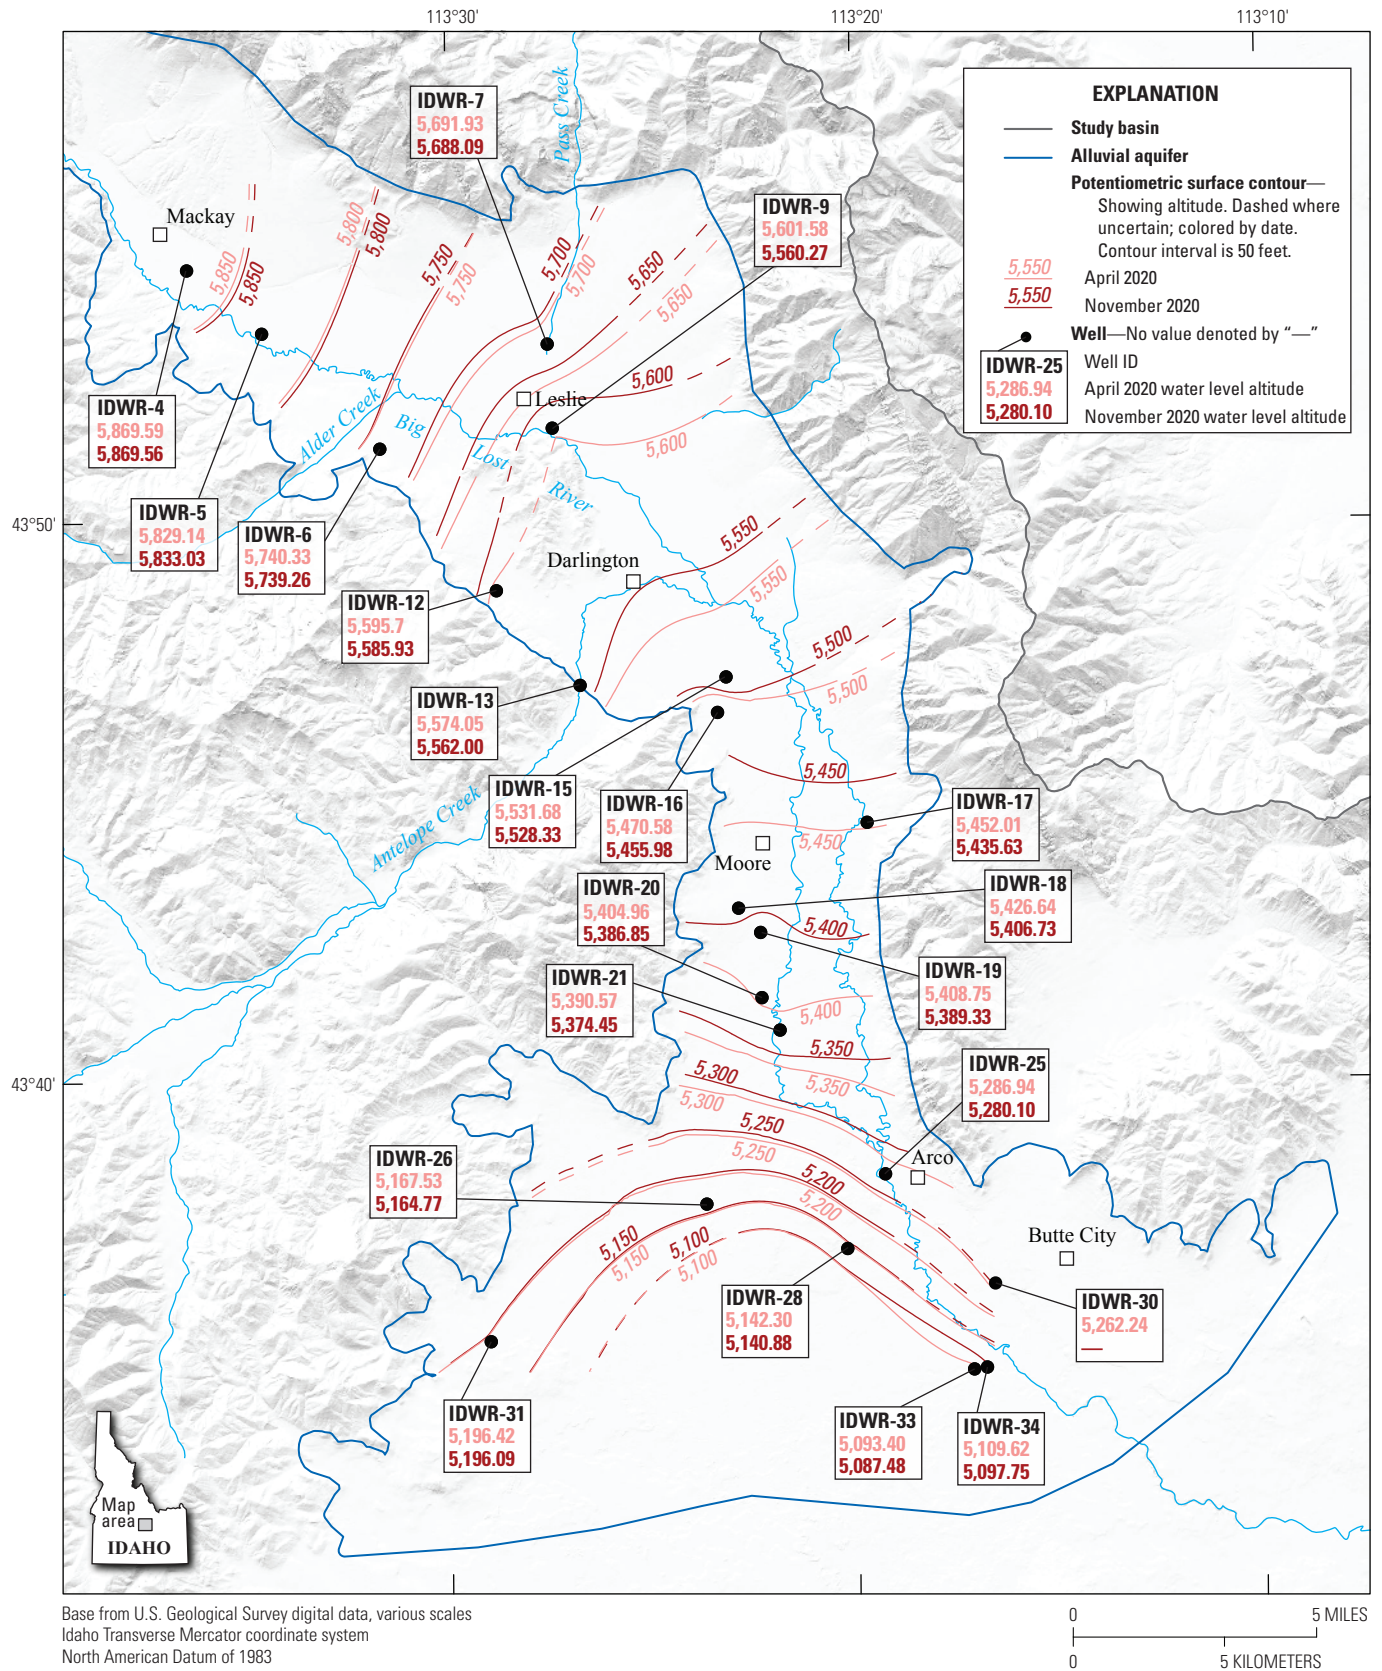 113°30'
113°20'
113°10'
EXPLANATION
Study basin
Alluvial aquifer
Potentiometric surface contour—
Showing altitude. Dashed where
uncertain; colored by date.
Contour interval is 50 feet.
5,550
April 2020
5,550
November 2020
Well—No value denoted by “—”
IDWR-25
5,286.94
5,280.10
Well ID
April 2020 water level altitude
November 2020 water level altitude
IDWR-7
5,691.93
5,688.09
Pass Creek
IDWR-9
5,601.58
5,560.27
Mackay
5,850
5,850
5,800
5,800
5,750
5,750
5,700
5,700
5,650
5,650
5,600
5,600
Leslie
IDWR-4
5,869.59
5,869.56
Alder Creek
Big
Lost
River
IDWR-5
5,829.14
5,833.03
IDWR-6
5,740.33
5,739.26
43°50'
Darlington
5,550
5,550
IDWR-12
5,595.7
5,585.93
5,500
5,500
IDWR-13
5,574.05
5,562.00
IDWR-15
5,531.68
5,528.33
IDWR-16
5,470.58
5,455.98
5,450
5,450
IDWR-17
5,452.01
5,435.63
Antelope Creek
Moore
IDWR-18
5,426.64
5,406.73
IDWR-20
5,404.96
5,386.85
5,400
5,400
IDWR-19
5,408.75
5,389.33
IDWR-21
5,390.57
5,374.45
5,350
5,350
43°40'
5,300
5,300
IDWR-25
5,286.94
5,280.10
5,250
5,250
Arco
IDWR-26
5,167.53
5,164.77
5,200
5,200
5,150
5,150
5,100
5,100
Butte City
IDWR-28
5,142.30
5,140.88
IDWR-30
5,262.24
—
IDWR-31
5,196.42
5,196.09
IDWR-33
5,093.40
5,087.48
IDWR-34
5,109.62
5,097.75
Map
area
IDAHO
Base from U.S. Geological Survey digital data, various scales
Idaho Transverse Mercator coordinate system
North American Datum of 1983
0
5 MILES
0
5 KILOMETERS